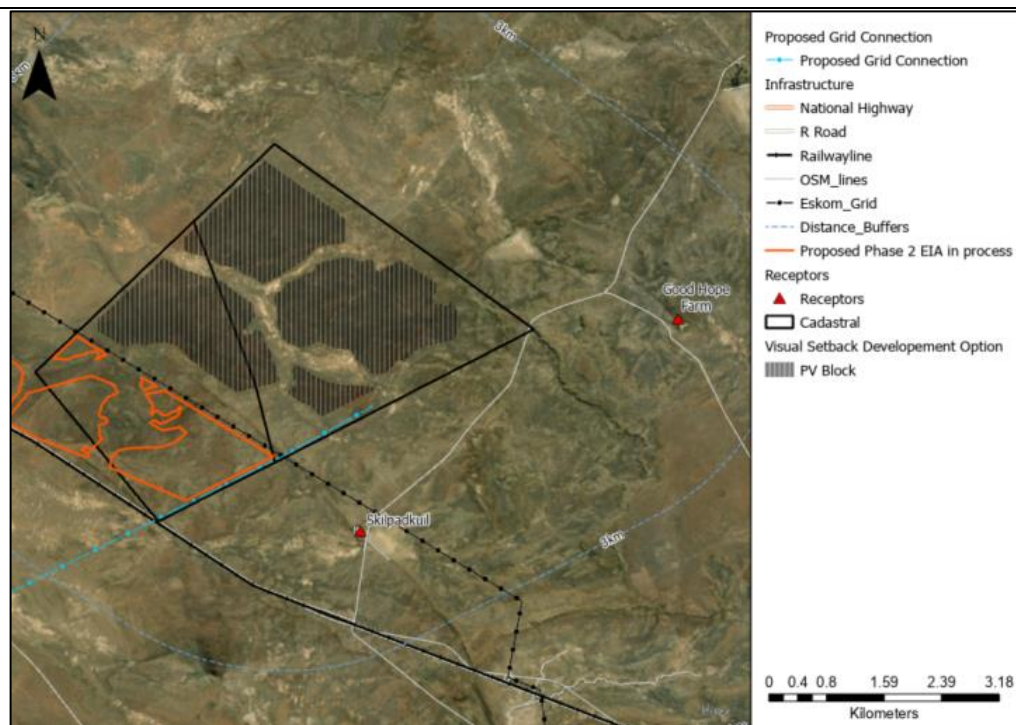 N
3km
Good Hope
Farm
Skilpadkuil
3km
Proposed Grid Connection
Proposed Grid Connection
Infrastructure
National Highway
R Road
Railwayline
OSM_lines
Eskom_Grid
Distance_Buffers
Proposed Phase 2 EIA in process
Receptors
Receptors
Cadastral
Visual Setback Developement Option
PV Block
0 0.4 0.8 1.59 2.39 3.18
Kilometers